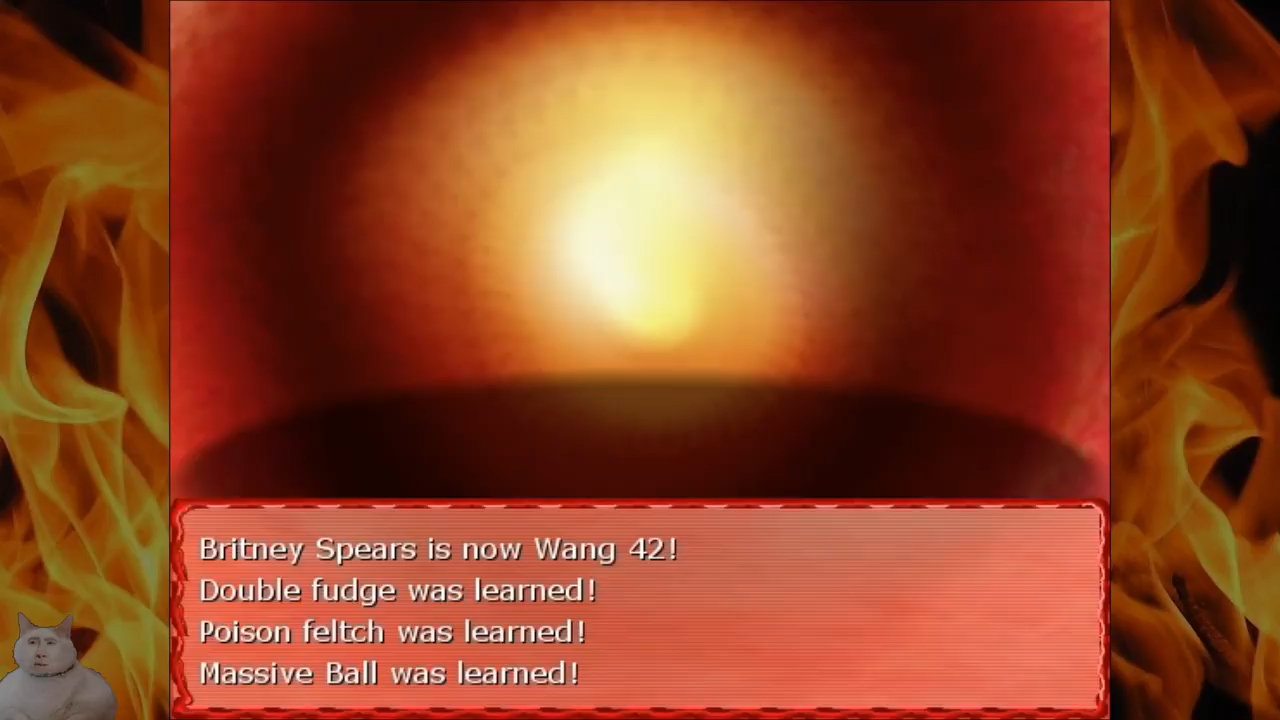 Britney Spears is now Wang 42!
Double fudge was learned!
Poison feltch was learned!
Massive Ball was learned!